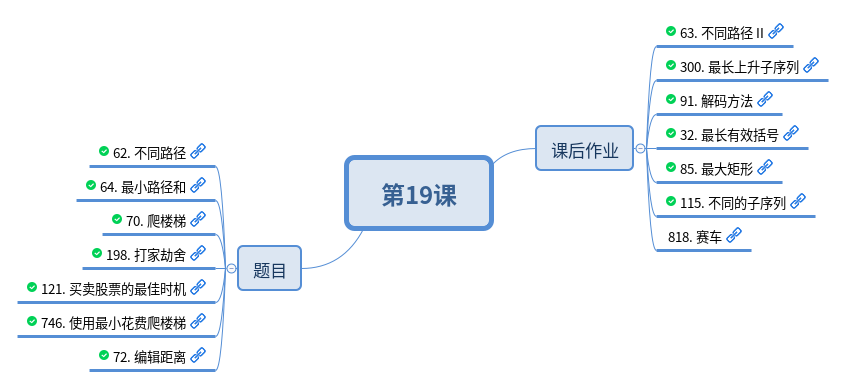 第19课
题目
62. 不同路径
64. 最小路径和
70. 爬楼梯
198. 打家劫舍
121. 买卖股票的最佳时机
746. 使用最小花费爬楼梯
72. 编辑距离
课后作业
63. 不同路径 II
300. 最长上升子序列
91. 解码方法
32. 最长有效括号
85. 最大矩形
115. 不同的子序列
818. 赛车